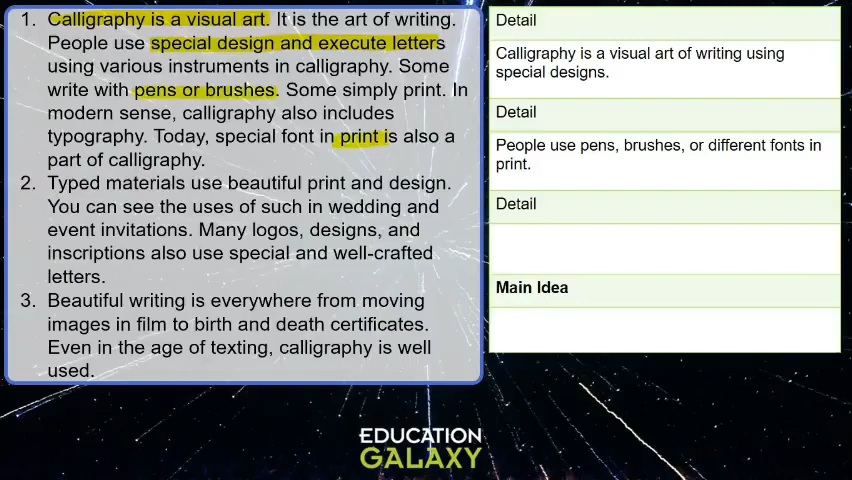 1. Calligraphy is a visual art. It is the art of writing.
People use special design and execute letters
using various instruments in calligraphy. Some
write with pens or brushes. Some simply print. In
modern sense, calligraphy also includes
typography. Today, special font in print is also a
part of calligraphy.
2. Typed materials use beautiful print and design.
You can see the uses of such in wedding and
event invitations. Many logos, designs, and
inscriptions also use special and well-crafted
letters.
3. Beautiful writing is everywhere from moving
images in film to birth and death certificates.
Even in the age of texting, calligraphy is well
used.
Detail
Calligraphy is a visual art of writing using
special designs.
Detail
People use pens, brushes, or different fonts in
print.
Detail
Main Idea
EDUCATION
GALAXY